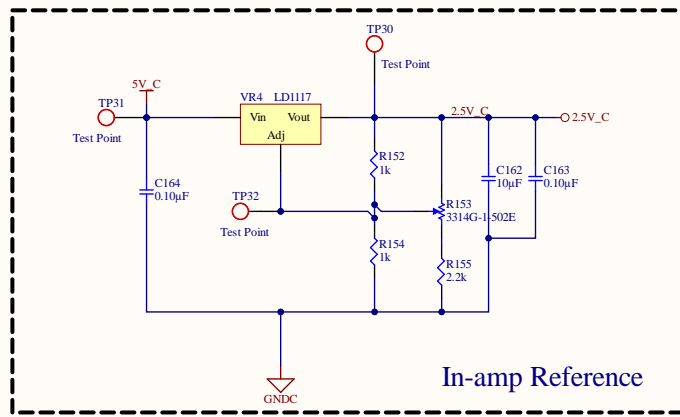 TP30
Test Point
5V_C
TP31
Test Point
VR4 LD1117
Vin Vout
Adj
2.5V_C
2.5V_C
R152
1k
C164
0.10µF
C162
10µF
C163
0.10µF
TP32
Test Point
R153
3314G-1-502E
R154
1k
R155
2.2k
GNDC
In-amp Reference